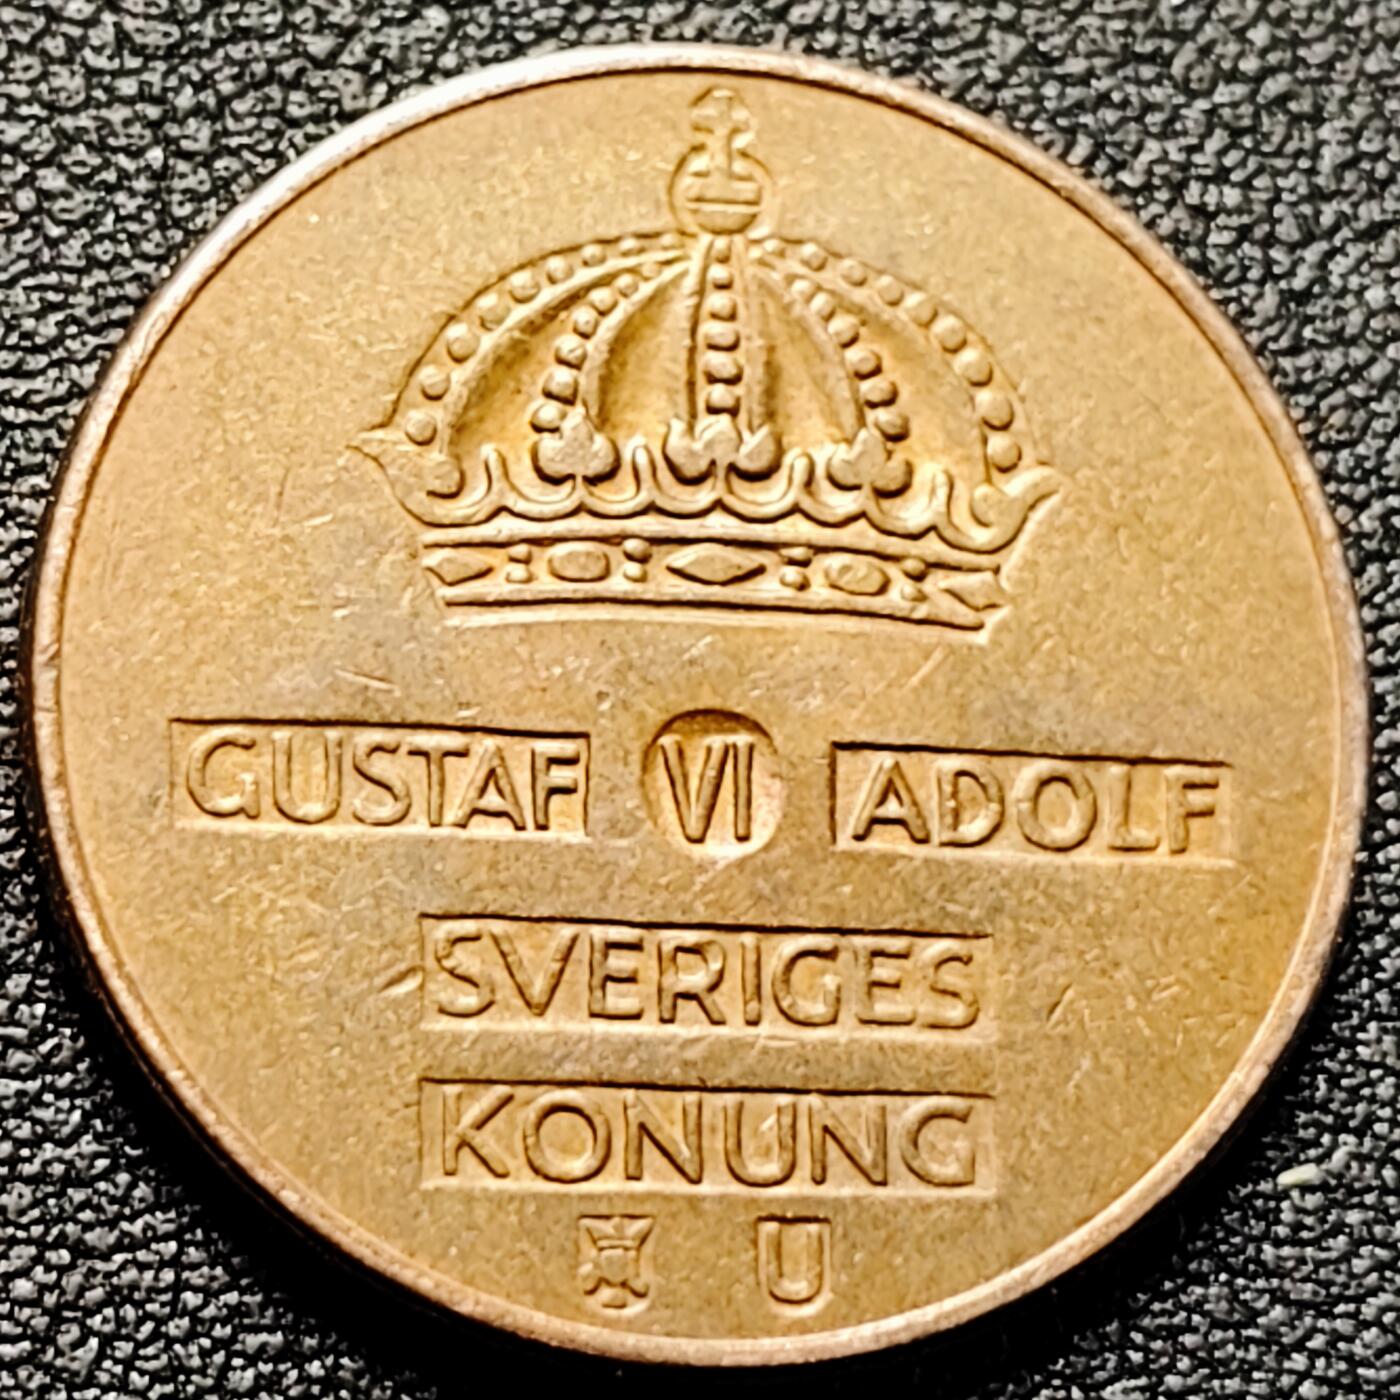 GUSTAF VI ADOLF
SVERIGES
KONUNG
U